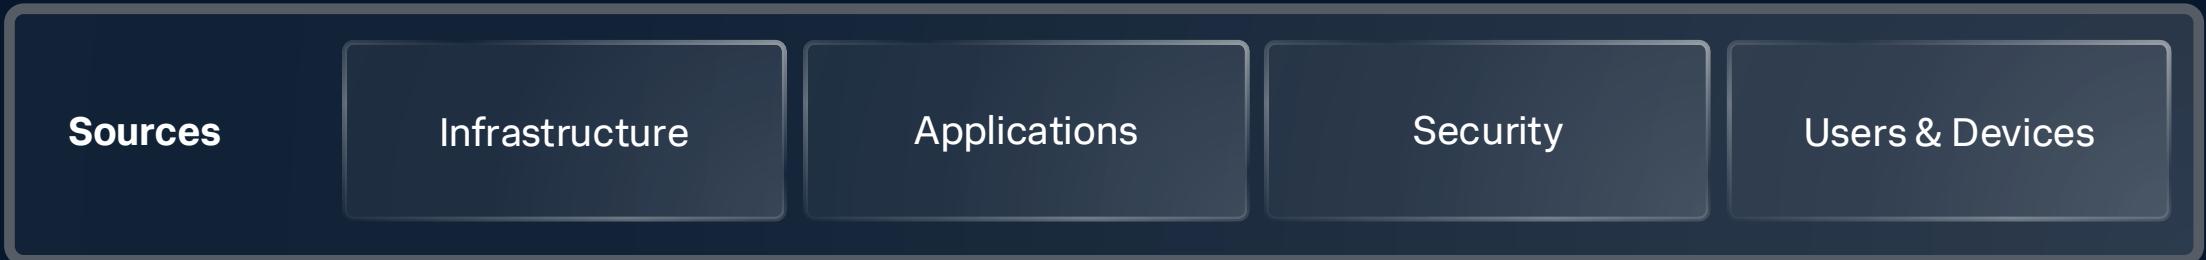 Sources
Infrastructure
Applications
Security
Users & Devices